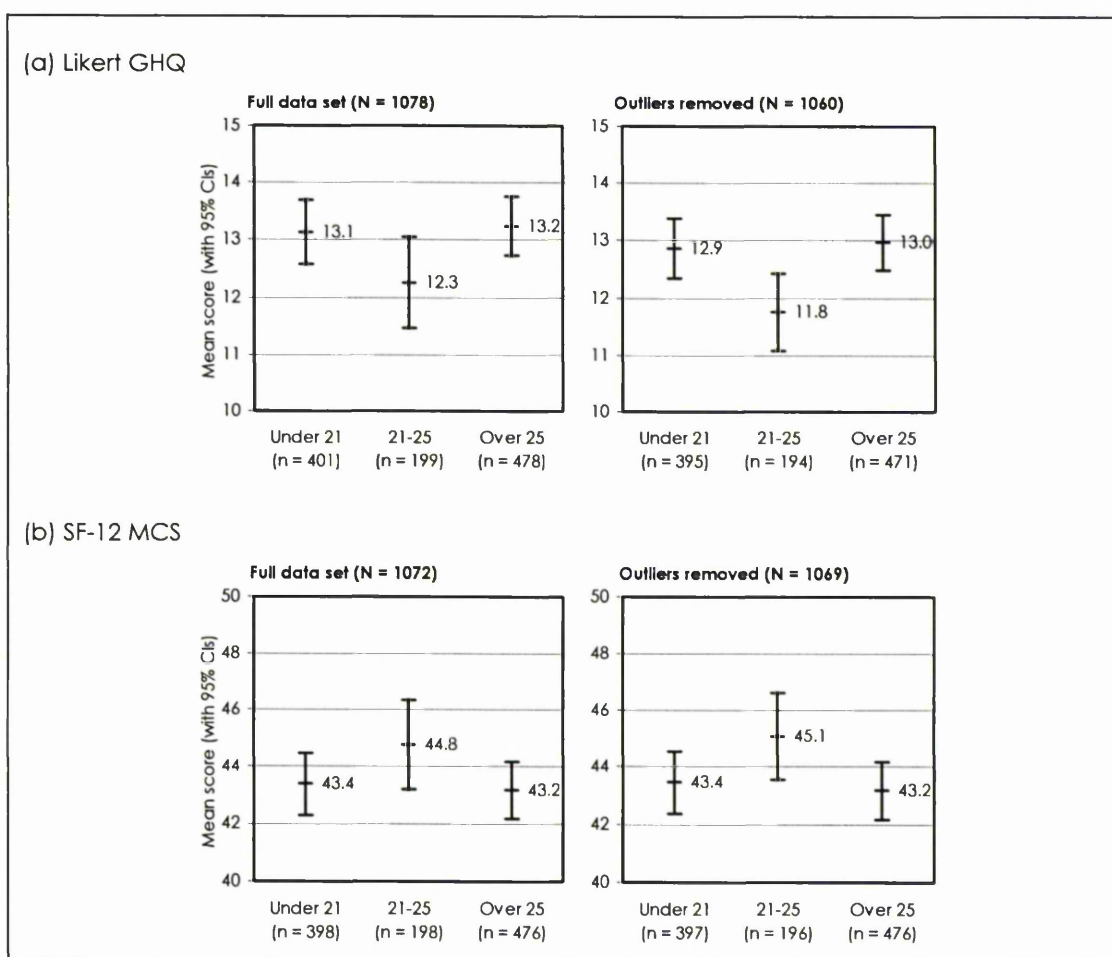 (a) Likert GHQ
Full data set (N = 1078)
Mean score (with 95% CIs)
15
14
13
12
11
10
13.1
12.3
13.2
Under 21 21-25 Over 25
(n = 401) (n = 199) (n = 478)
Outliers removed (N = 1060)
15
14
13
12
11
10
12.9
11.8
13.0
Under 21 21-25 Over 25
(n = 395) (n = 194) (n = 471)
(b) SF-12 MCS
Full data set (N = 1072)
Mean score (with 95% CIs)
50
48
46
44
42
40
43.4
44.8
43.2
Under 21 21-25 Over 25
(n = 398) (n = 198) (n = 476)
Outliers removed (N = 1069)
50
48
46
44
42
40
43.4
45.1
43.2
Under 21 21-25 Over 25
(n = 397) (n = 196) (n = 476)